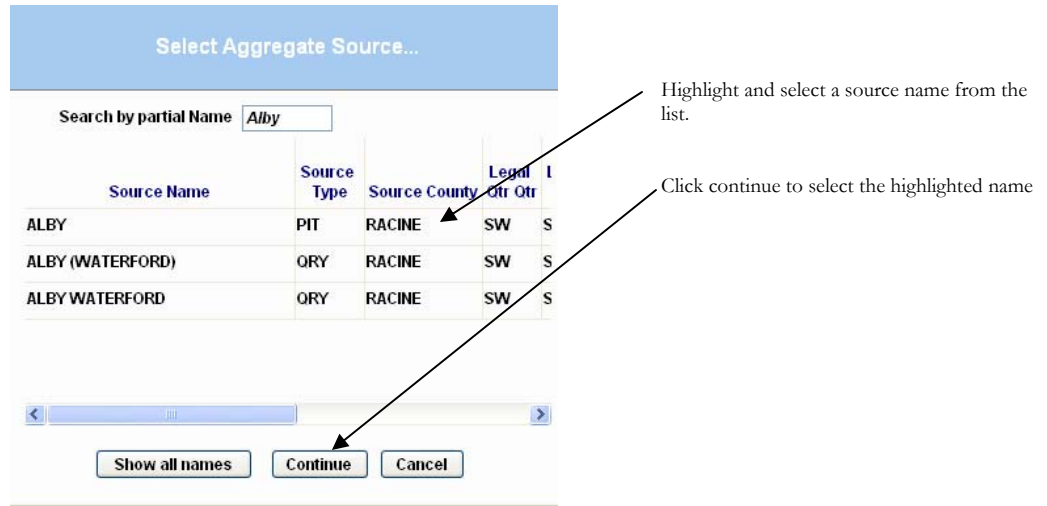 Select Aggregate Source...
Search by partial Name Alby
Source Name Source Type Source County Legal Qtr Qtr L
ALBY PIT RACINE SW S
ALBY (WATERFORD) QRY RACINE SW S
ALBY WATERFORD QRY RACINE SW S
Show all names Continue Cancel
Highlight and select a source name from the
list.
Click continue to select the highlighted name